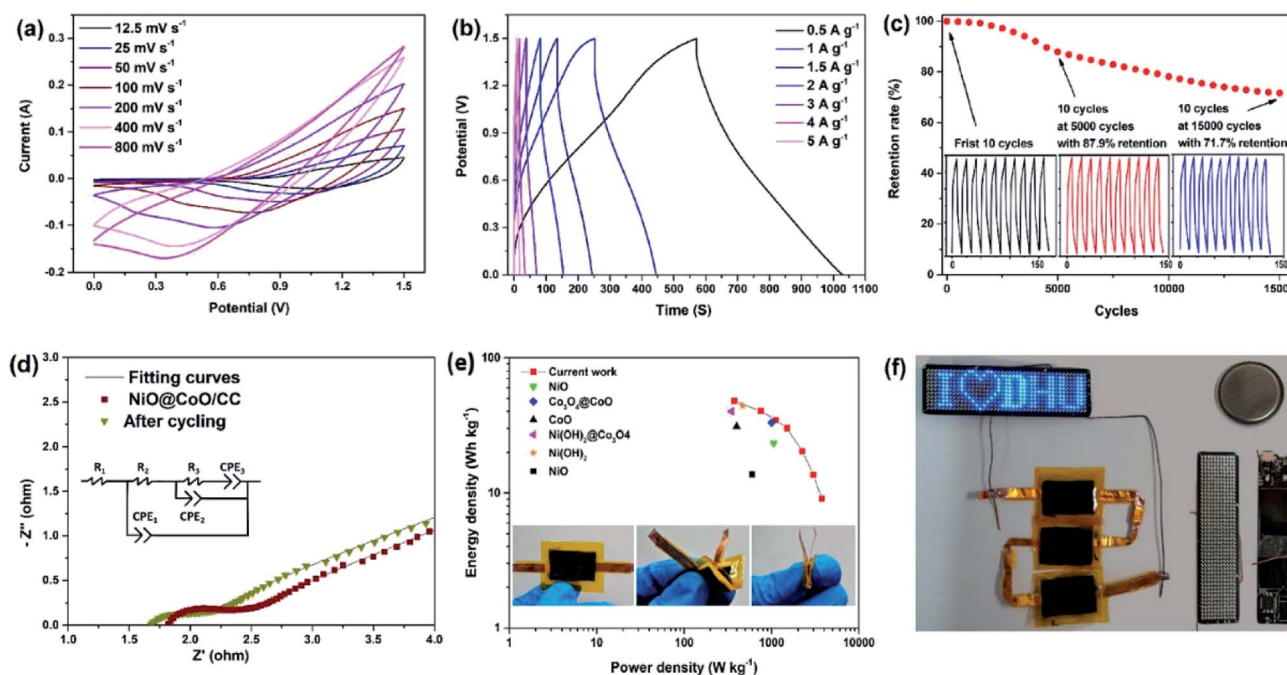 (a)
12.5 mV s⁻¹
25 mV s⁻¹
50 mV s⁻¹
100 mV s⁻¹
200 mV s⁻¹
400 mV s⁻¹
800 mV s⁻¹
0.3
0.2
0.1
0.0
-0.1
-0.2
Current (A)
0.0 0.3 0.6 0.9 1.2 1.5
Potential (V)
(b)
0.5 A g⁻¹
1 A g⁻¹
1.5 A g⁻¹
2 A g⁻¹
3 A g⁻¹
4 A g⁻¹
5 A g⁻¹
1.5
1.2
0.9
0.6
0.3
0.0
Potential (V)
0 100 200 300 400 500 600 700 800 900 1000 1100
Time (S)
(c)
100
80
60
40
20
0
Retention rate (%)
Frist 10 cycles
10 cycles
at 5000 cycles
with 87.9% retention
10 cycles
at 15000 cycles
with 71.7% retention
0 150
0 150
0 150
0 5000 10000 1500
Cycles
(d)
Fitting curves
NiO@CoO/CC
After cycling
R₁ R₂ R₃ CPE₃
CPE₂
CPE₁
3.0
2.5
2.0
1.5
1.0
0.5
0.0
- Z'' (ohm)
1.0 1.5 2.0 2.5 3.0 3.5 4.0
Z' (ohm)
(e)
Current work
NiO
Co₃O₄@CoO
CoO
Ni(OH)₂@Co₃O4
Ni(OH)₂
NiO
100
10
1
Energy density (Wh kg⁻¹)
1 10 100 1000 10000
Power density (W kg⁻¹)
(f)
I♡DHU